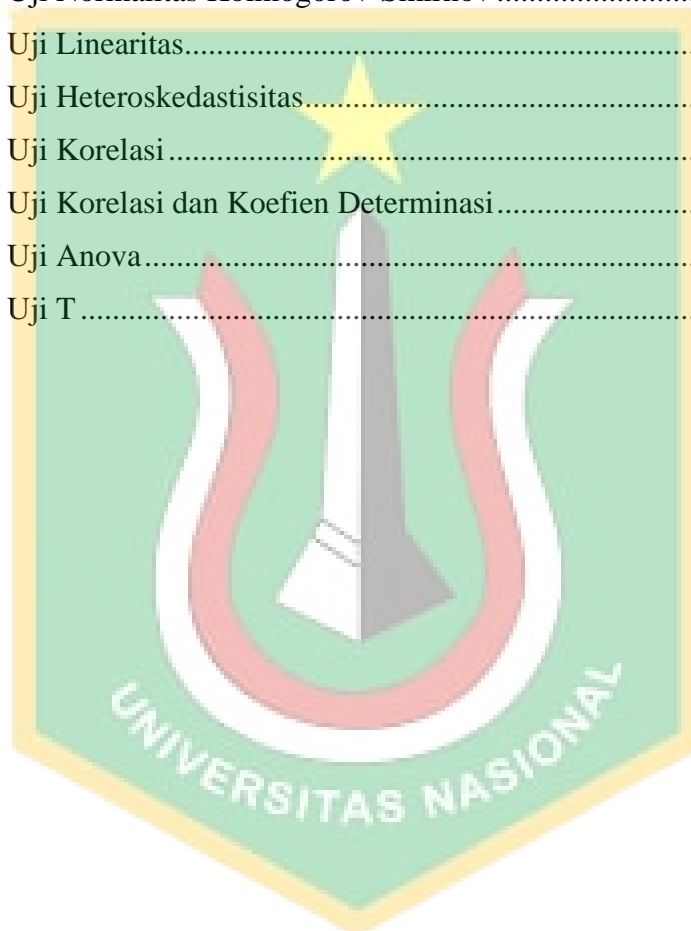 Uji Linearitas..........................................................
Uji Heteroskedastisitas..........................................................
Uji Korelasi..........................................................
Uji Korelasi dan Koefien Determinasi..........................................................
Uji Anova..........................................................
Uji T..........................................................
UNIVERSITAS NASIONAL